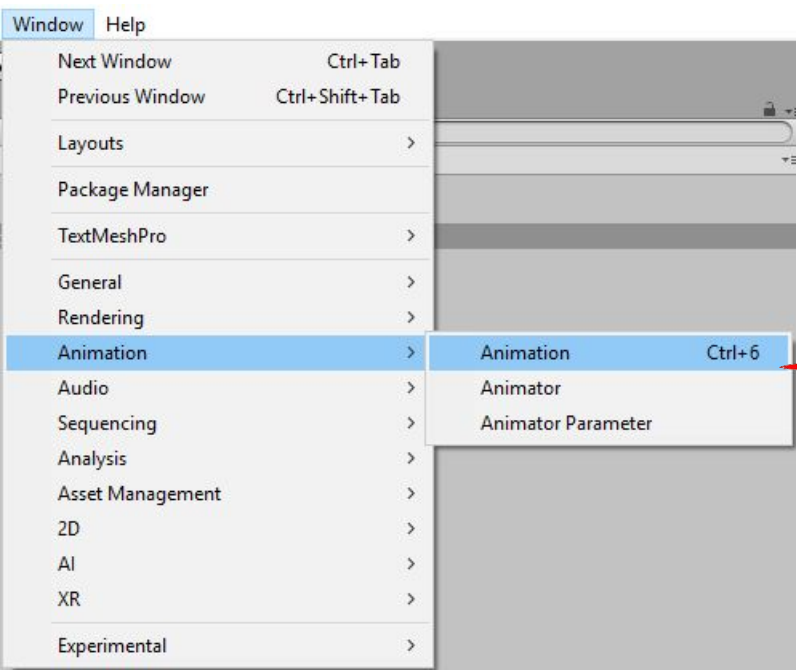 Window Help
Next Window Ctrl+Tab
Previous Window Ctrl+Shift+Tab
Layouts
Package Manager
TextMeshPro
General
Rendering
Animation
Animation Ctrl+6
Audio
Animator
Sequencing
Animator Parameter
Analysis
Asset Management
2D
AI
XR
Experimental